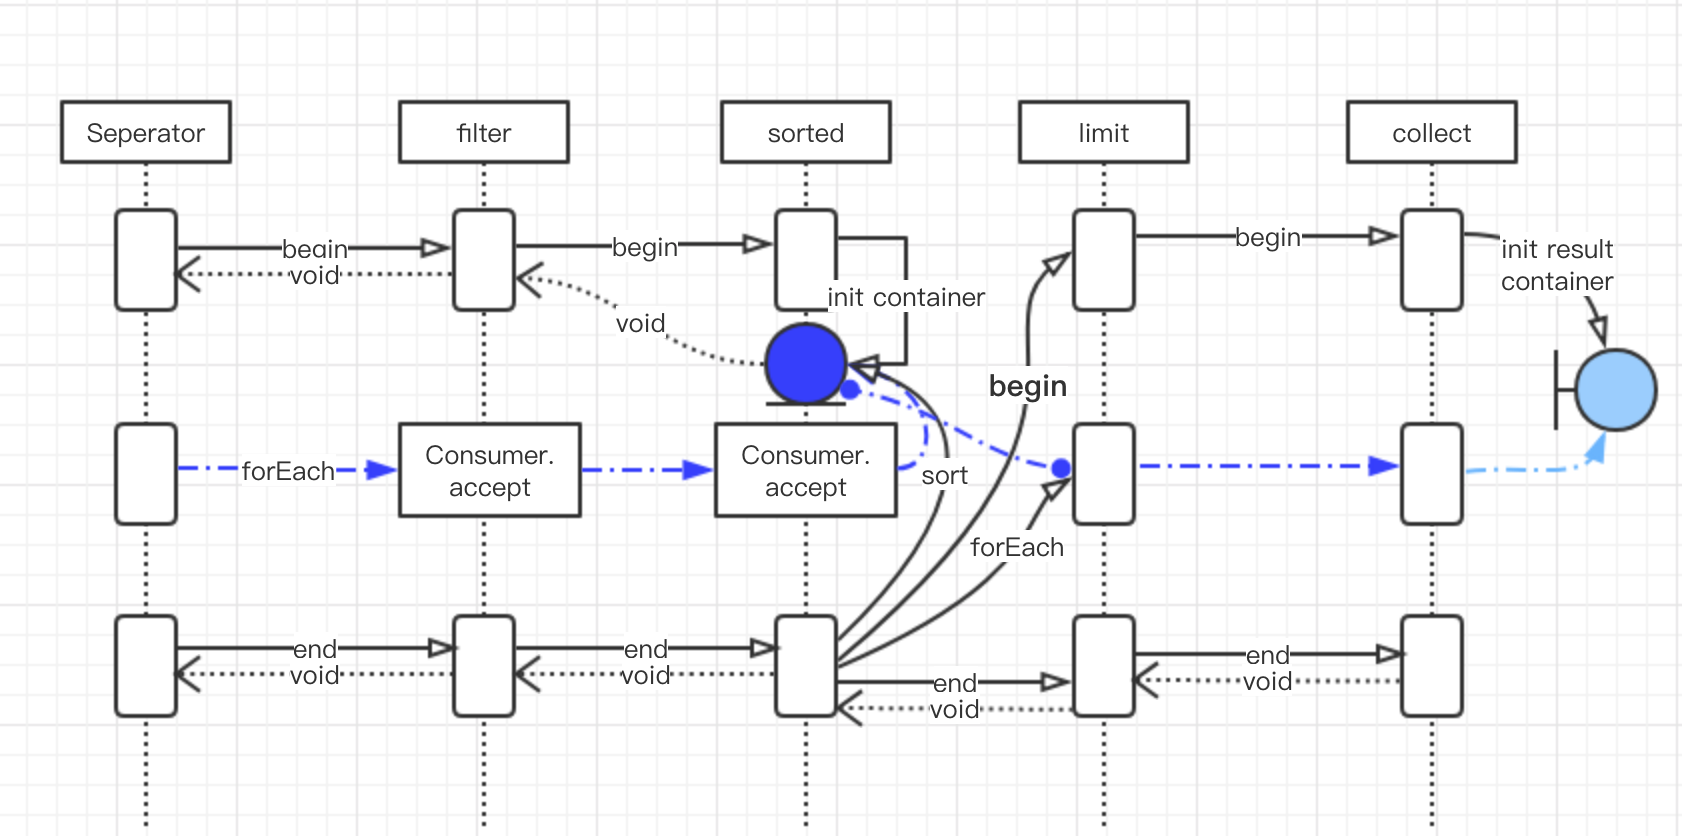 Seperator
filter
sorted
limit
collect
begin
void
begin
void
init container
begin
begin
init result
container
forEach
Consumer.
accept
Consumer.
accept
sort
forEach
end
void
end
void
end
void
end
void